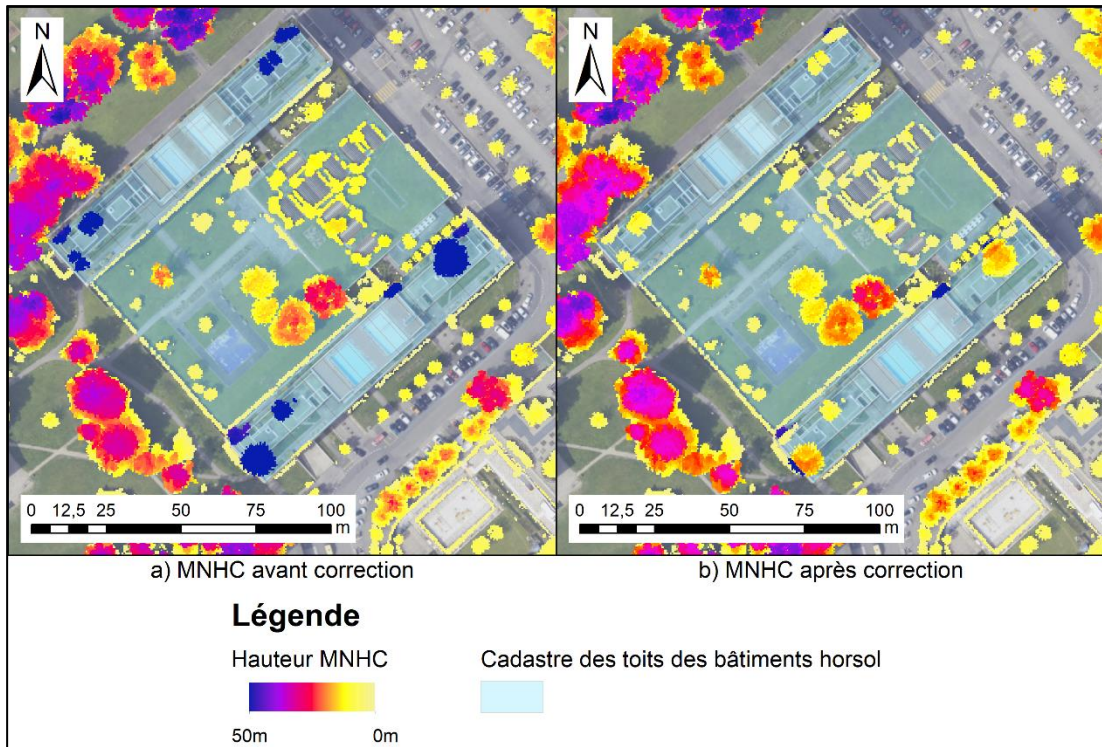 N
N
0 12,5 25 50 75 100
m
0 12,5 25 50 75 100
m
a) MNHC avant correction
b) MNHC après correction
Légende
Hauteur MNHC
Cadastre des toits des bâtiments horsol
50m 0m